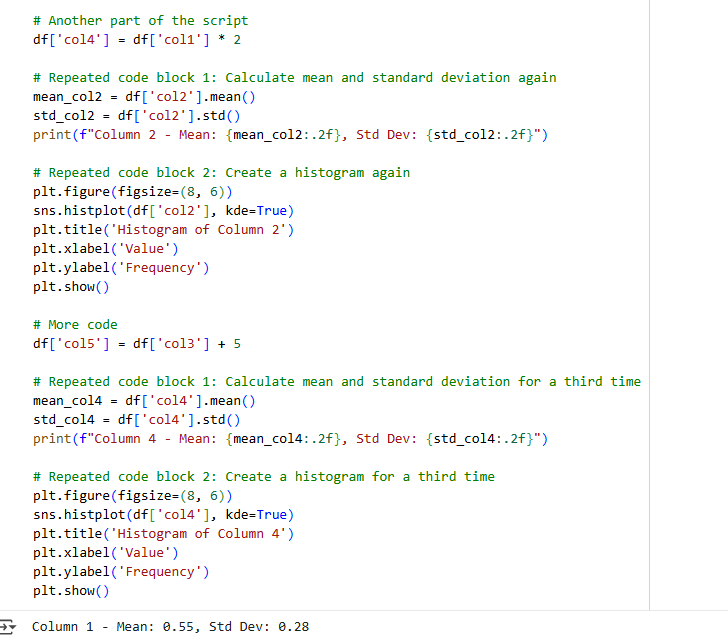 # Another part of the script
df['col4'] = df['col1'] * 2
# Repeated code block 1: Calculate mean and standard deviation again
mean_col2 = df['col2'].mean()
std_col2 = df['col2'].std()
print(f"Column 2 - Mean: {mean_col2:.2f}, Std Dev: {std_col2:.2f}")
# Repeated code block 2: Create a histogram again
plt.figure(figsize=(8, 6))
sns.histplot(df['col2'], kde=True)
plt.title('Histogram of Column 2')
plt.xlabel('Value')
plt.ylabel('Frequency')
plt.show()
# More code
df['col5'] = df['col3'] + 5
# Repeated code block 1: Calculate mean and standard deviation for a third time
mean_col4 = df['col4'].mean()
std_col4 = df['col4'].std()
print(f"Column 4 - Mean: {mean_col4:.2f}, Std Dev: {std_col4:.2f}")
# Repeated code block 2: Create a histogram for a third time
plt.figure(figsize=(8, 6))
sns.histplot(df['col4'], kde=True)
plt.title('Histogram of Column 4')
plt.xlabel('Value')
plt.ylabel('Frequency')
plt.show()
Column 1 - Mean: 0.55, Std Dev: 0.28